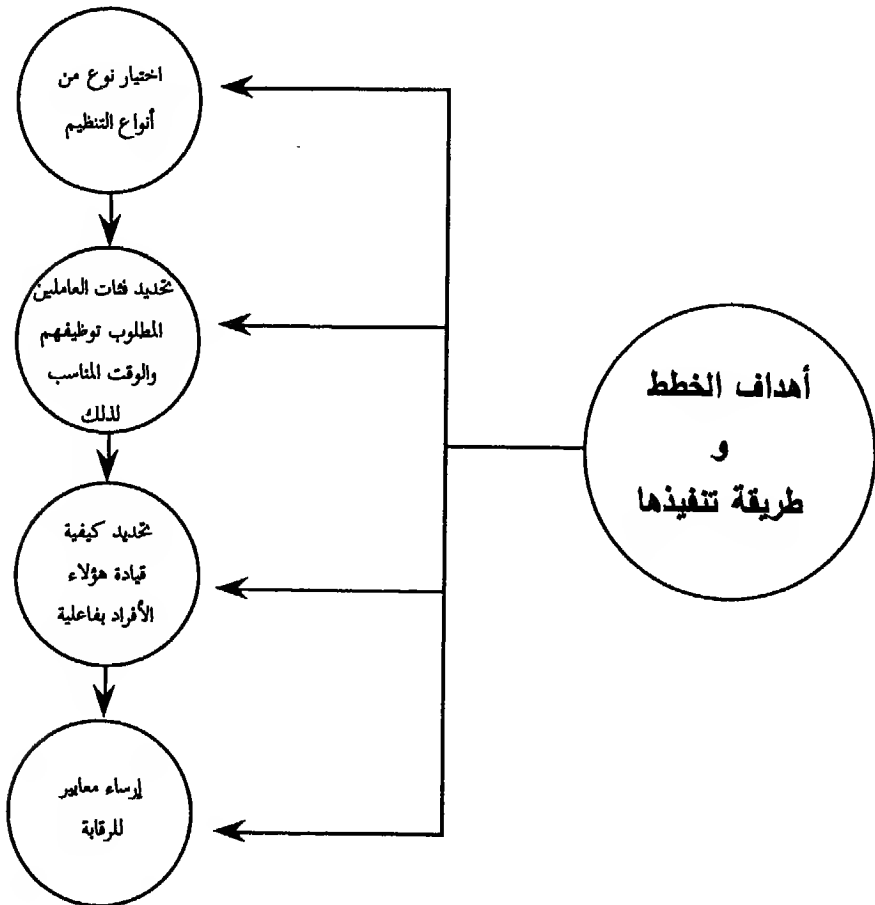 أهداف الخطط
و
طريقة تنفيذها
اختيار نوع من
أنواع التنظيم
تحديد فئات العاملين
المطلوب توظيفهم
والوقت المناسب
لذلك
تحديد كيفية
قيادة هؤلاء
الأفراد بفاعلية
إرساء معايير
للرقابة